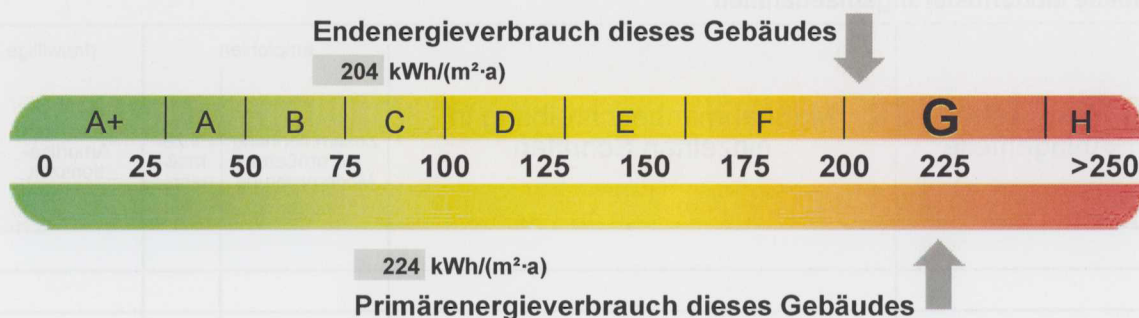 Endenergieverbrauch dieses Gebäudes
204 kWh/(m²·a)
A+ A B C D E F G H
0 25 50 75 100 125 150 175 200 225 >250
224 kWh/(m²·a)
Primärenergieverbrauch dieses Gebäudes